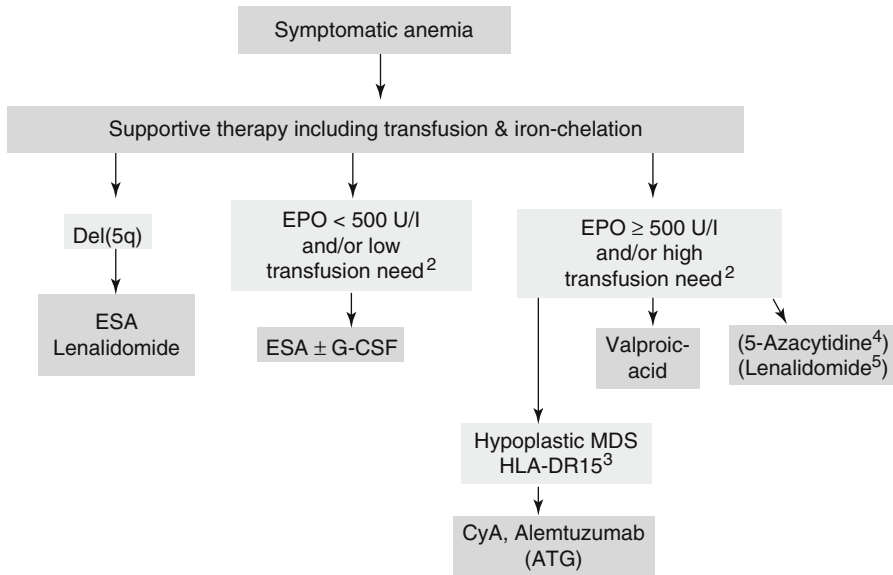 Symptomatic anemia
Supportive therapy including transfusion & iron-chelation
Del(5q)
ESA
Lenalidomide
EPO < 500 U/l
and/or low
transfusion need²
ESA ± G-CSF
EPO ≥ 500 U/l
and/or high
transfusion need²
Valproic-
acid
(5-Azacytidine⁴)
(Lenalidomide⁵)
Hypoplastic MDS
HLA-DR15³
CyA, Alemtuzumab
(ATG)